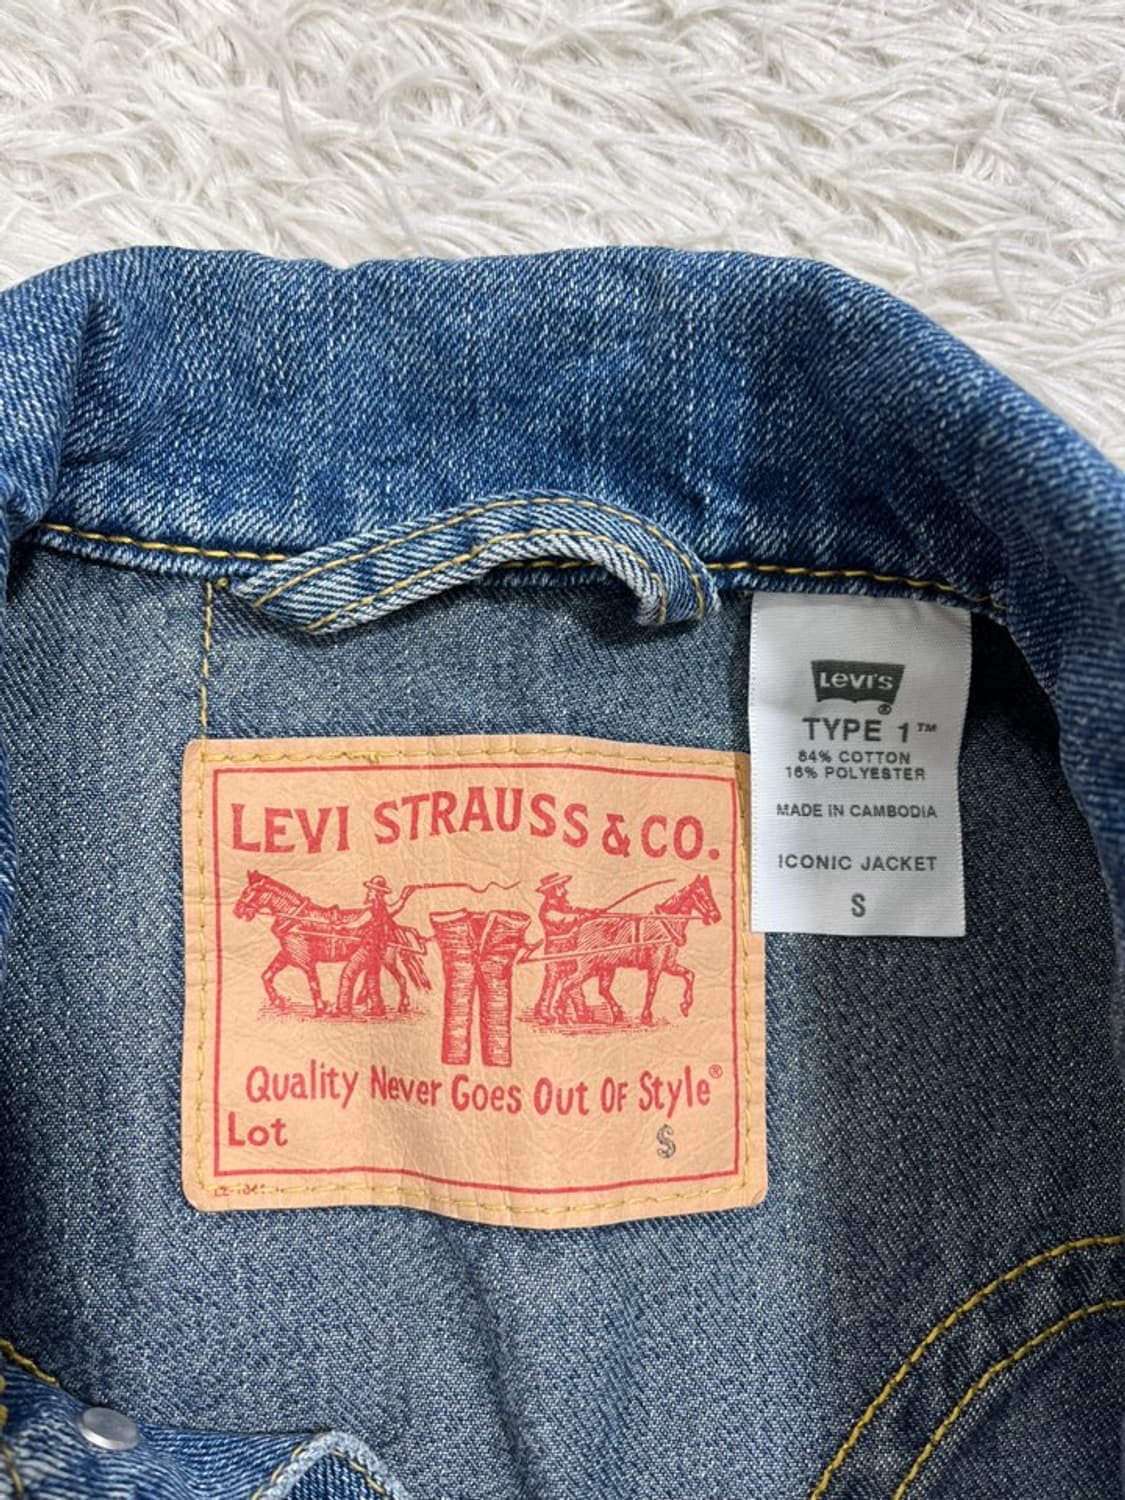 LEVI'S®
TYPE 1™
84% COTTON
16% POLYESTER
MADE IN CAMBODIA
ICONIC JACKET
S
LEVI STRAUSS & CO.
Quality Never Goes Out Of Style®
Lot
S